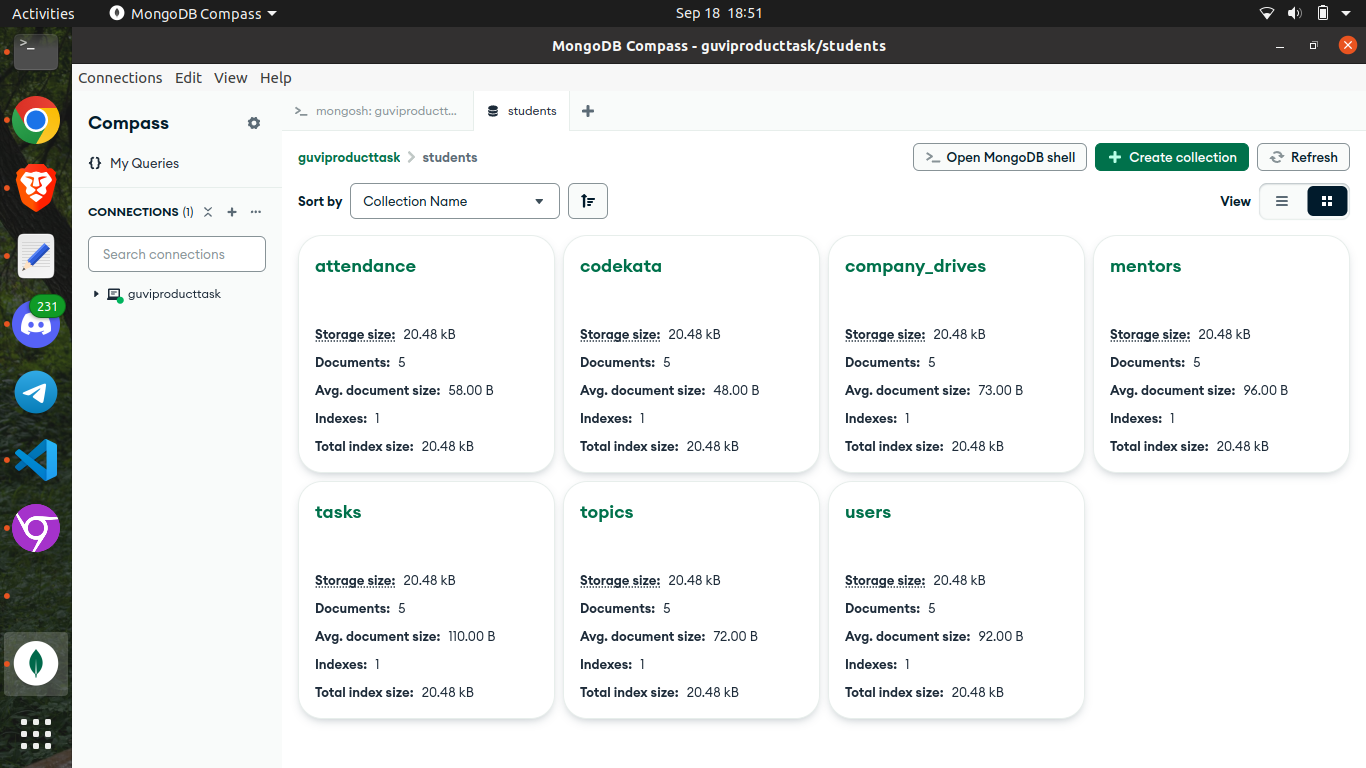 Activities MongoDB Compass Sep 18 18:51
MongoDB Compass - guviproducttask/students
Connections Edit View Help
>_ mongosh: guviproductt... students
Compass
{} My Queries
CONNECTIONS (1)
Search connections
guviproducttask
231
guviproducttask > students
>_ Open MongoDB shell + Create collection Refresh
Sort by Collection Name View
attendance
Storage size: 20.48 kB
Documents: 5
Avg. document size: 58.00 B
Indexes: 1
Total index size: 20.48 kB
codekata
Storage size: 20.48 kB
Documents: 5
Avg. document size: 48.00 B
Indexes: 1
Total index size: 20.48 kB
company_drives
Storage size: 20.48 kB
Documents: 5
Avg. document size: 73.00 B
Indexes: 1
Total index size: 20.48 kB
mentors
Storage size: 20.48 kB
Documents: 5
Avg. document size: 96.00 B
Indexes: 1
Total index size: 20.48 kB
tasks
Storage size: 20.48 kB
Documents: 5
Avg. document size: 110.00 B
Indexes: 1
Total index size: 20.48 kB
topics
Storage size: 20.48 kB
Documents: 5
Avg. document size: 72.00 B
Indexes: 1
Total index size: 20.48 kB
users
Storage size: 20.48 kB
Documents: 5
Avg. document size: 92.00 B
Indexes: 1
Total index size: 20.48 kB